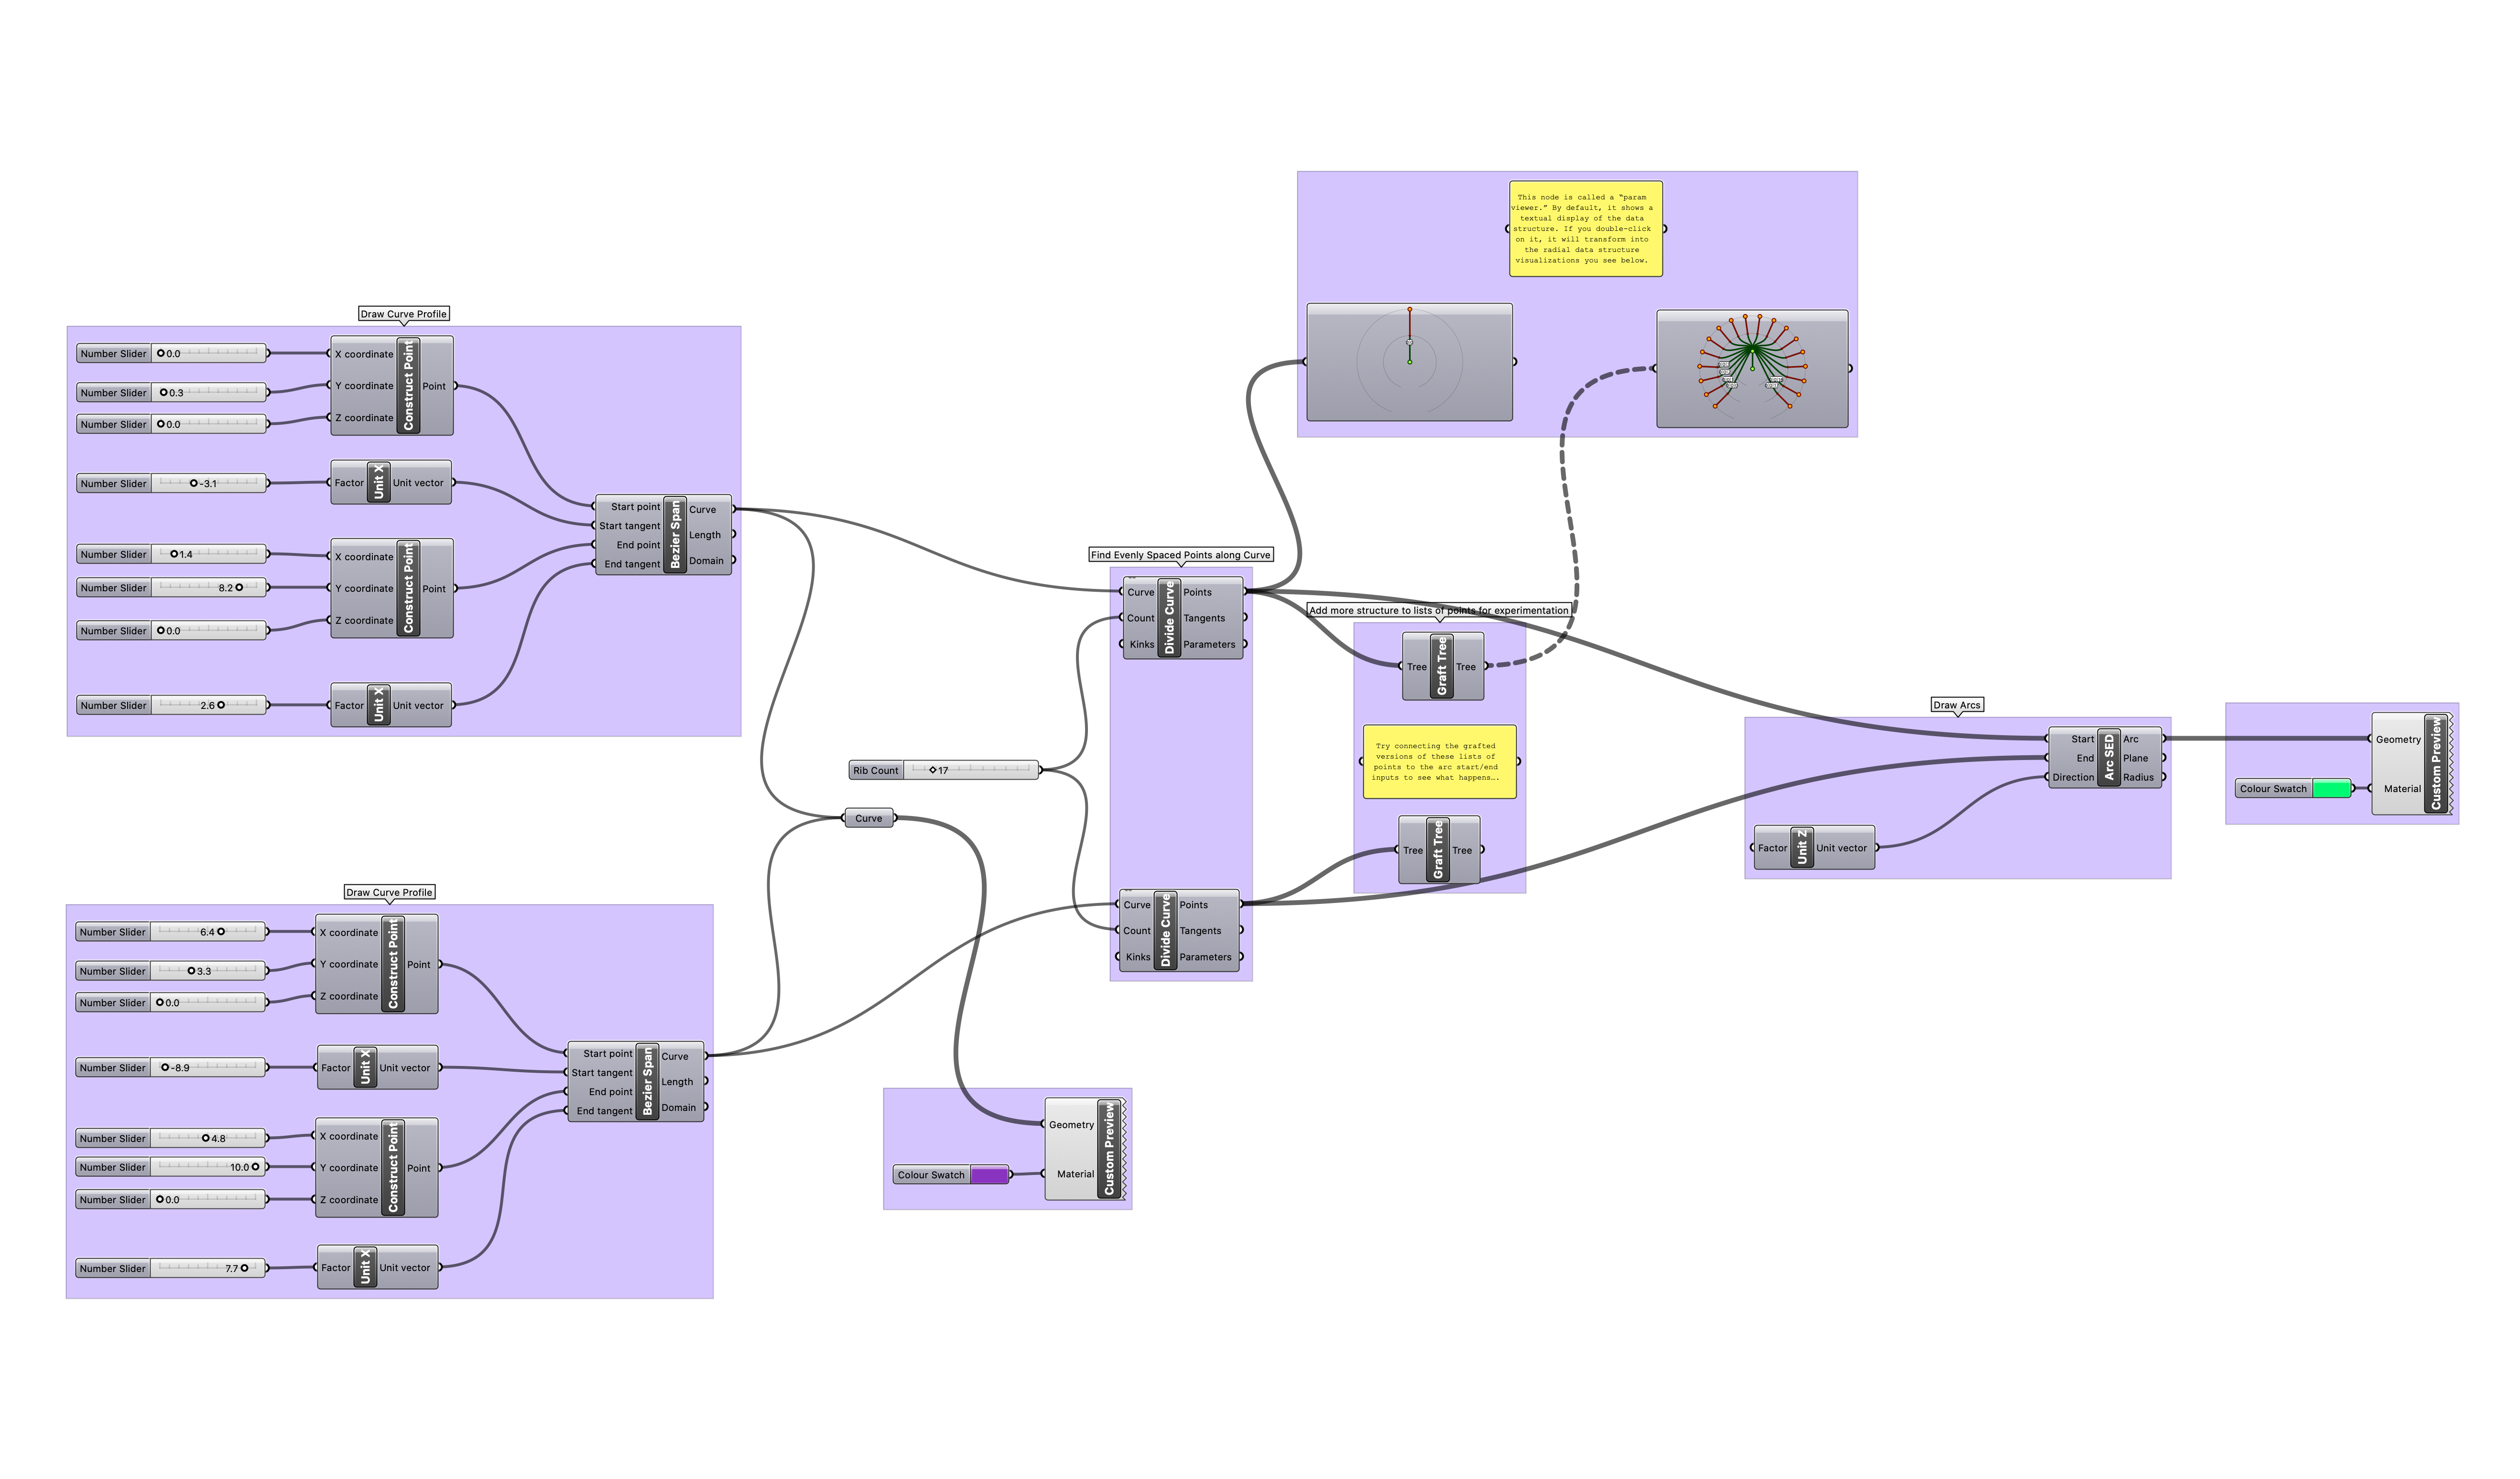 This node is called a “param
viewer.” By default, it shows a
textual display of the data
structure. If you double-click
on it, it will transform into
the radial data structure
visualizations you see below.
Draw Curve Profile
Number Slider 0.0
Number Slider 0.3
Number Slider 0.0
X coordinate
Y coordinate
Z coordinate
Construct Point
Point
Number Slider -3.1
Factor
Unit X
Unit vector
Number Slider 1.4
Number Slider 8.2
Number Slider 0.0
X coordinate
Y coordinate
Z coordinate
Construct Point
Point
Number Slider 2.6
Factor
Unit X
Unit vector
Start point
Start tangent
End point
End tangent
Bezier Span
Curve
Length
Domain
Draw Curve Profile
Number Slider 6.4
Number Slider 3.3
Number Slider 0.0
X coordinate
Y coordinate
Z coordinate
Construct Point
Point
Number Slider -8.9
Factor
Unit X
Unit vector
Number Slider 4.8
Number Slider 10.0
Number Slider 0.0
X coordinate
Y coordinate
Z coordinate
Construct Point
Point
Number Slider 7.7
Factor
Unit X
Unit vector
Start point
Start tangent
End point
End tangent
Bezier Span
Curve
Length
Domain
Rib Count 17
Curve
Geometry
Material
Custom Preview
Colour Swatch
Find Evenly Spaced Points along Curve
Curve
Count
Kinks
Divide Curve
Points
Tangents
Parameters
Curve
Count
Kinks
Divide Curve
Points
Tangents
Parameters
Add more structure to lists of points for experimentation
Tree
Graft Tree
Tree
Try connecting the grafted
versions of these lists of
points to the arc start/end
inputs to see what happens….
Tree
Graft Tree
Tree
Draw Arcs
Start
End
Direction
Arc SED
Arc
Plane
Radius
Factor
Unit Z
Unit vector
Geometry
Material
Custom Preview
Colour Swatch